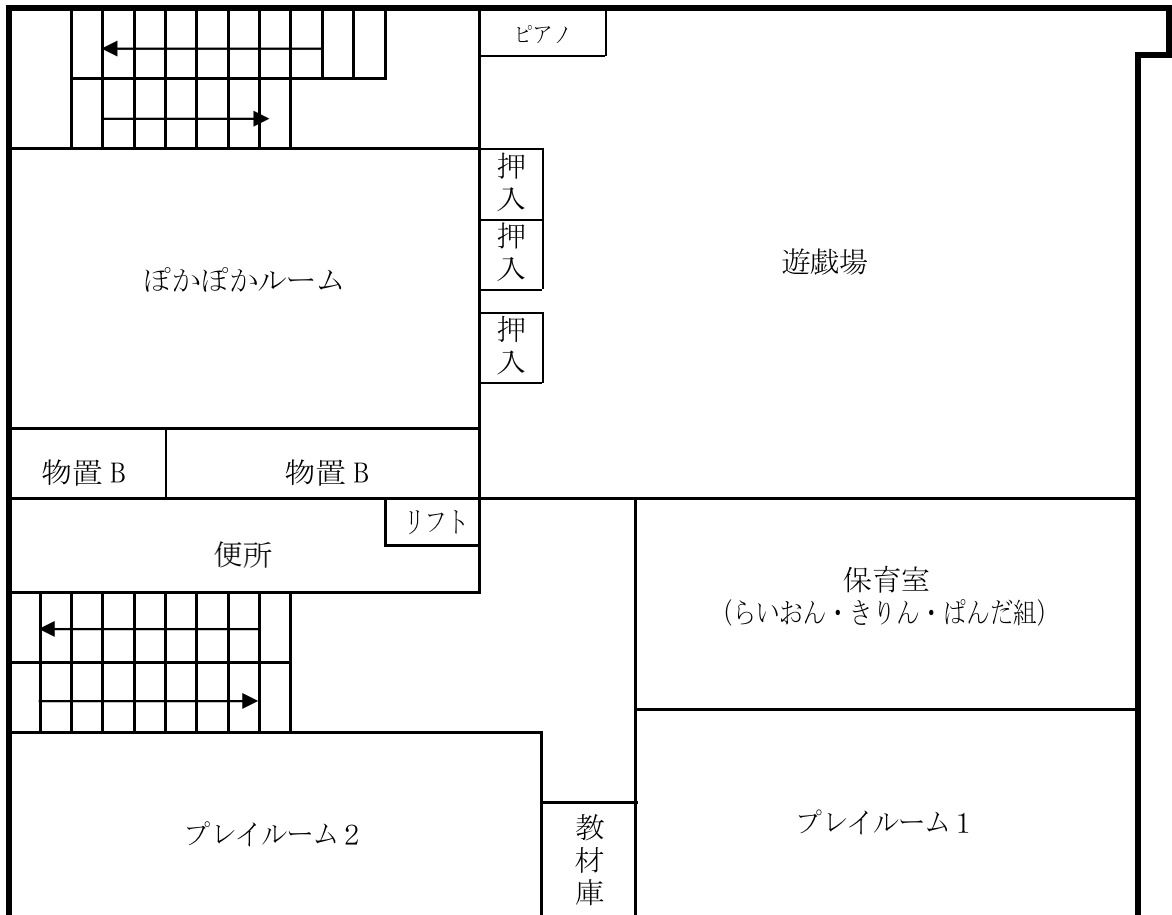 ピアノ
押
入
押
入
押
入
ぽかぽかルーム
遊戯場
物置 B
物置 B
リフト
便所
保育室
（らいおん・きりん・ぱんだ組）
プレイルーム２
教
材
庫
プレイルーム１